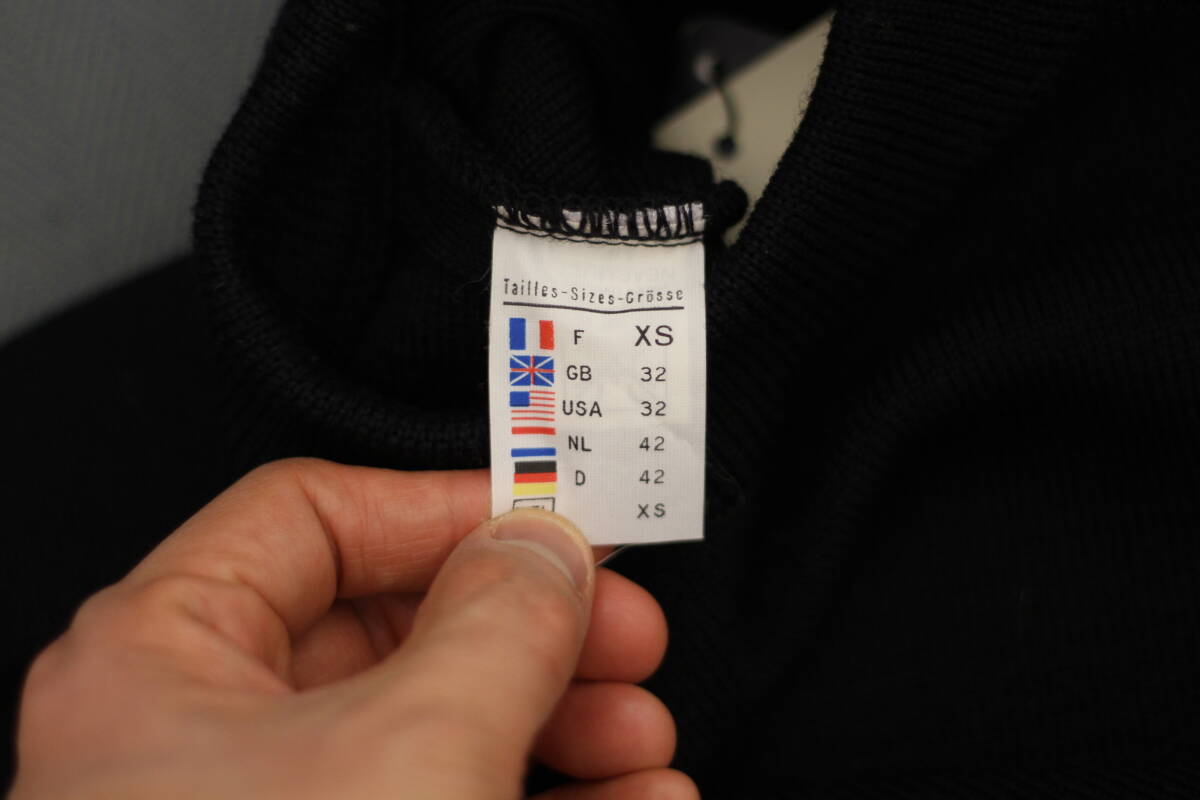 Tailles-Sizes-Grösse
F XS
GB 32
USA 32
NL 42
D 42
XS